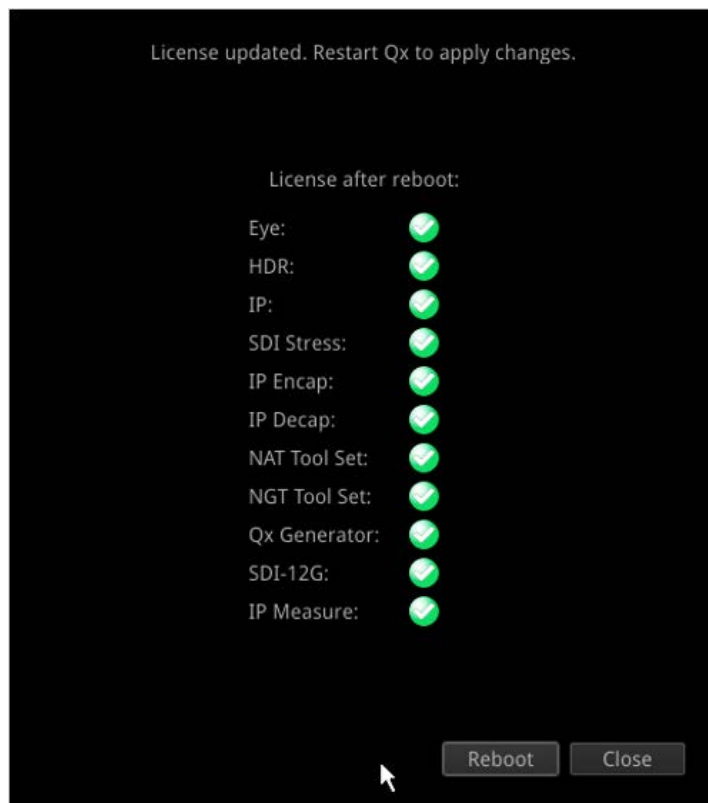 License updated. Restart Qx to apply changes.
License after reboot:
Eye:
HDR:
IP:
SDI Stress:
IP Encap:
IP Decap:
NAT Tool Set:
NGT Tool Set:
Qx Generator:
SDI-12G:
IP Measure:
Reboot Close